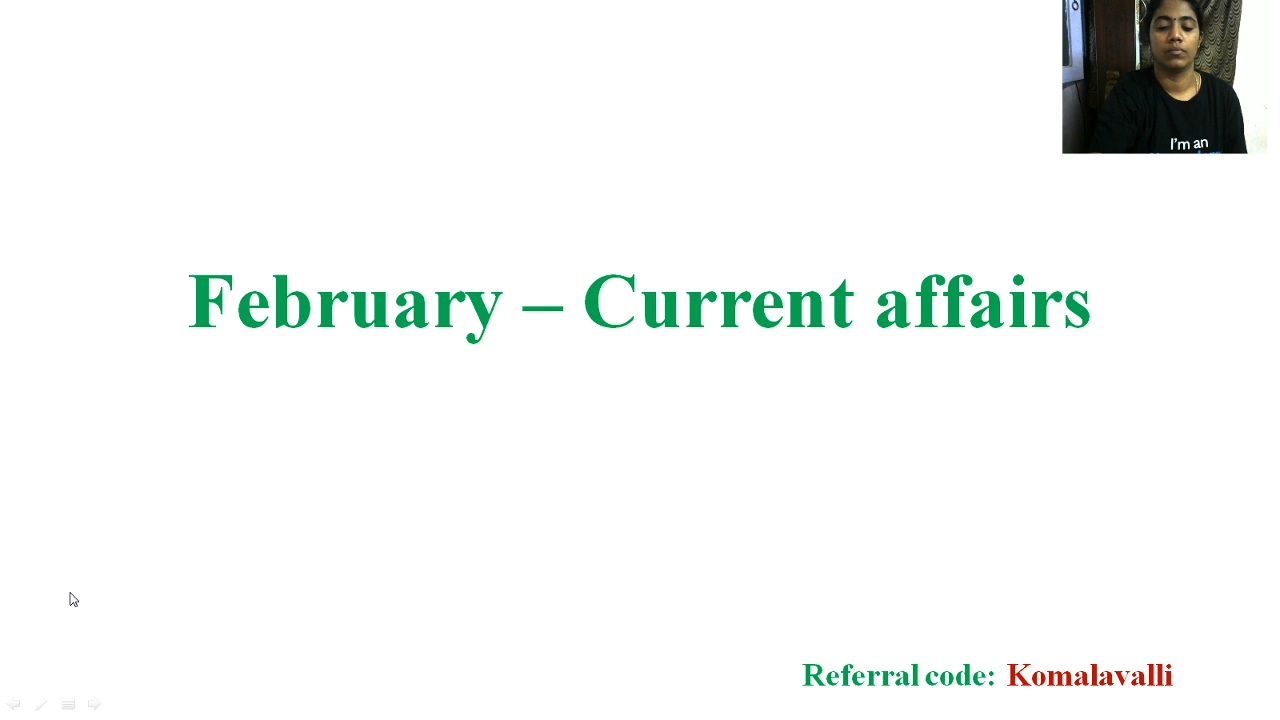 I'm an
February – Current affairs
Referral code: Komalavalli